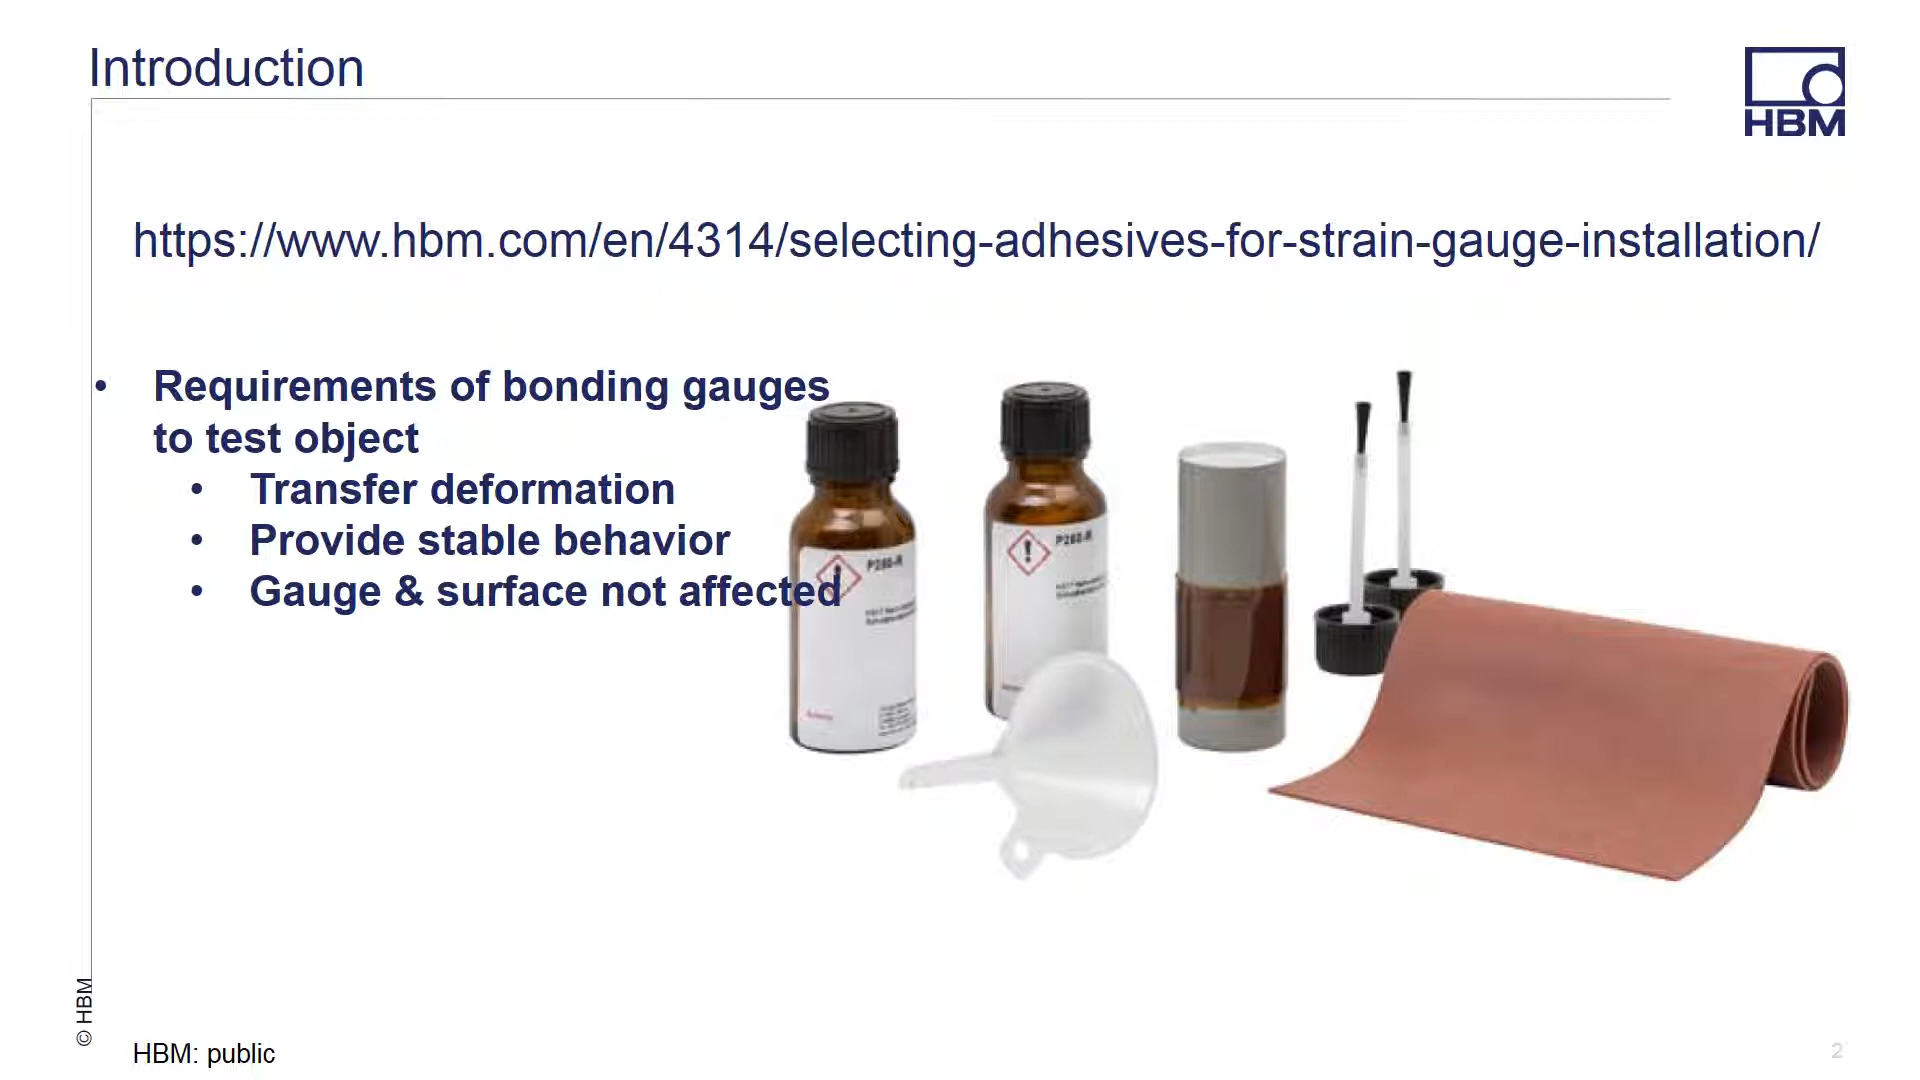 Introduction
HBM
https://www.hbm.com/en/4314/selecting-adhesives-for-strain-gauge-installation/
• Requirements of bonding gauges
to test object
• Transfer deformation
• Provide stable behavior
• Gauge & surface not affected
© HBM
HBM: public
2